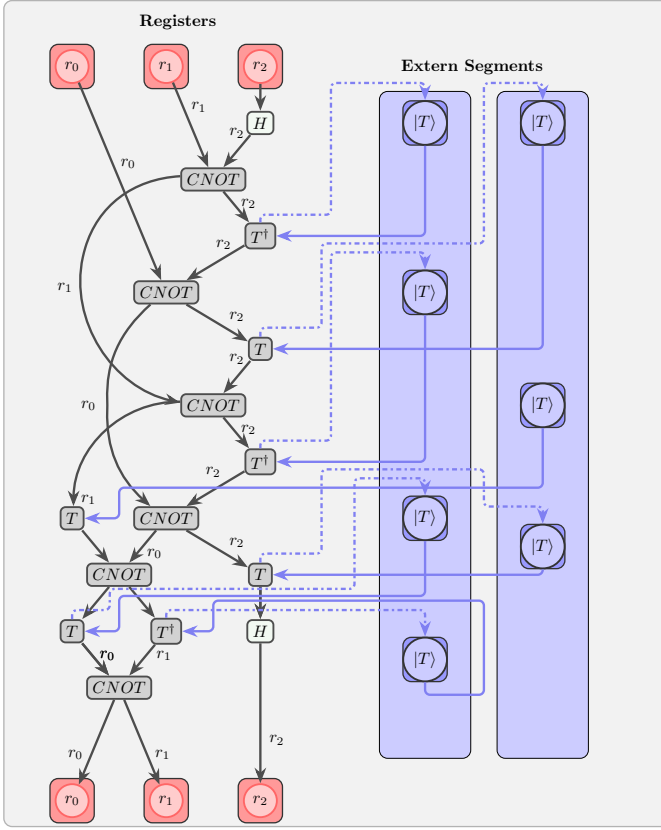 Registers
Extern Segments
r₀ r₁ r₂
|T⟩ |T⟩
r₁
H
r₂
r₀
CNOT
r₂
T†
r₂
r₁
CNOT
|T⟩
r₂
T
r₂
r₀
CNOT
|T⟩
r₂
T†
r₂
r₁
T
CNOT
|T⟩
r₂
r₀
|T⟩
CNOT
T
T
T†
H
r₀
r₁
|T⟩
CNOT
r₂
r₀
r₁
r₀ r₁ r₂